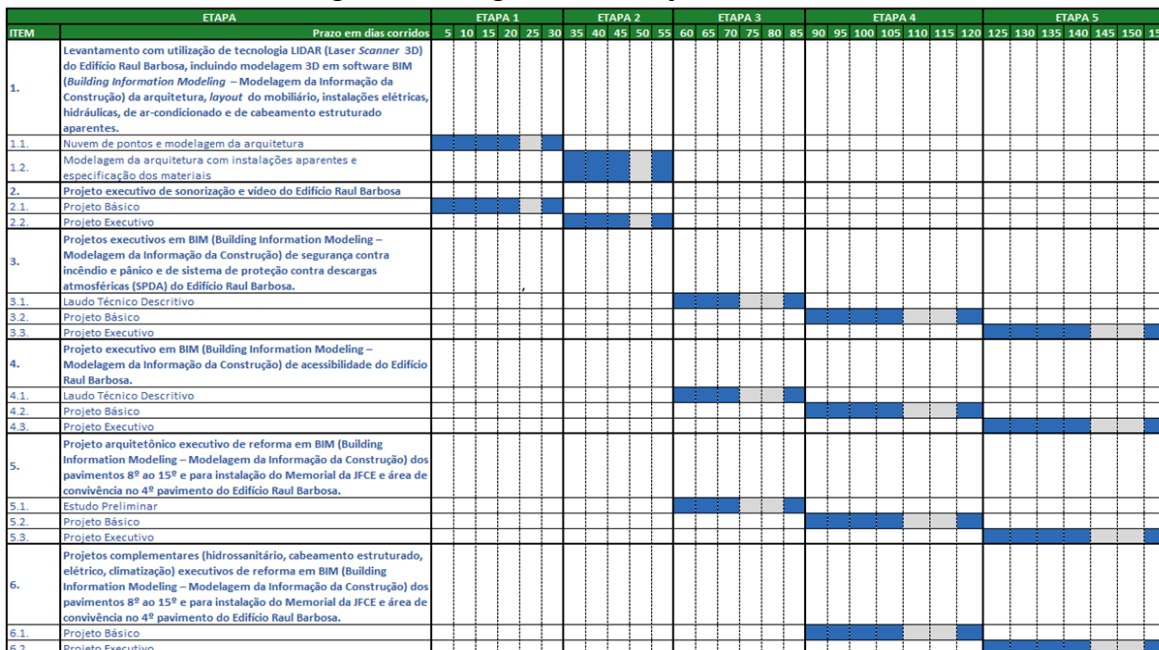 ETAPA ETAPA 1 ETAPA 2 ETAPA 3 ETAPA 4 ETAPA 5
ITEM Prazo em dias corridos 5 10 15 20 25 30 35 40 45 50 55 60 65 70 75 80 85 90 95 100 105 110 115 120 125 130 135 140 145 150
1.
Levantamento com utilização de tecnologia LIDAR (Laser Scanner 3D)
do Edifício Raul Barbosa, incluindo modelagem 3D em software BIM
(Building Information Modeling – Modelagem da Informação da
Construção) da arquitetura, layout do mobiliário, instalações elétricas,
hidráulicas, de ar-condicionado e de cabeamento estruturado
aparentes.
1.1. Nuvem de pontos e modelagem da arquitetura
1.2.
Modelagem da arquitetura com instalações aparentes e
especificação dos materiais
2. Projeto executivo de sonorização e vídeo do Edifício Raul Barbosa
2.1. Projeto Básico
2.2. Projeto Executivo
3.
Projetos executivos em BIM (Building Information Modeling –
Modelagem da Informação da Construção) de segurança contra
incêndio e pânico e de sistema de proteção contra descargas
atmosféricas (SPDA) do Edifício Raul Barbosa.
3.1. Laudo Técnico Descritivo
3.2. Projeto Básico
3.3. Projeto Executivo
4.
Projeto executivo em BIM (Building Information Modeling –
Modelagem da Informação da Construção) de acessibilidade do Edifício
Raul Barbosa.
4.1. Laudo Técnico Descritivo
4.2. Projeto Básico
4.3. Projeto Executivo
5.
Projeto arquitetônico executivo de reforma em BIM (Building
Information Modeling – Modelagem da Informação da Construção) dos
pavimentos 8º ao 15º e para instalação do Memorial da JFCE e área de
convivência no 4º pavimento do Edifício Raul Barbosa.
5.1. Estudo Preliminar
5.2. Projeto Básico
5.3. Projeto Executivo
6.
Projetos complementares (hidrossanitário, cabeamento estruturado,
elétrico, climatização) executivos de reforma em BIM (Building
Information Modeling – Modelagem da Informação da Construção) dos
pavimentos 8º ao 15º e para instalação do Memorial da JFCE e área de
convivência no 4º pavimento do Edifício Raul Barbosa.
6.1. Projeto Básico
6.2. Projeto Executivo